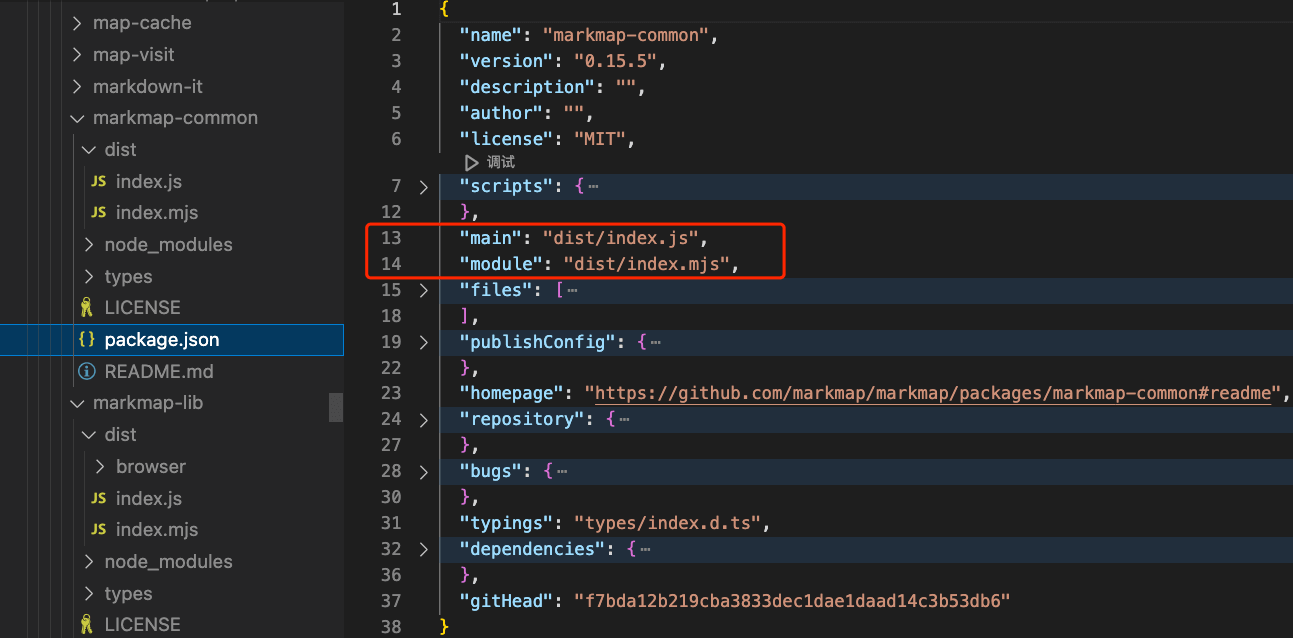 map-cache
map-visit
markdown-it
markmap-common
dist
JS index.js
JS index.mjs
node_modules
types
LICENSE
{} package.json
README.md
markmap-lib
dist
browser
JS index.js
JS index.mjs
node_modules
types
LICENSE
1 {
2 "name": "markmap-common",
3 "version": "0.15.5",
4 "description": "",
5 "author": "",
6 "license": "MIT",
调试
7 "scripts": {…
12 },
13 "main": "dist/index.js",
14 "module": "dist/index.mjs",
15 "files": […
18 ],
19 "publishConfig": {…
22 },
23 "homepage": "https://github.com/markmap/markmap/packages/markmap-common#readme",
24 "repository": {…
27 },
28 "bugs": {…
30 },
31 "typings": "types/index.d.ts",
32 "dependencies": {…
36 },
37 "gitHead": "f7bda12b219cba3833dec1dae1daad14c3b53db6"
38 }